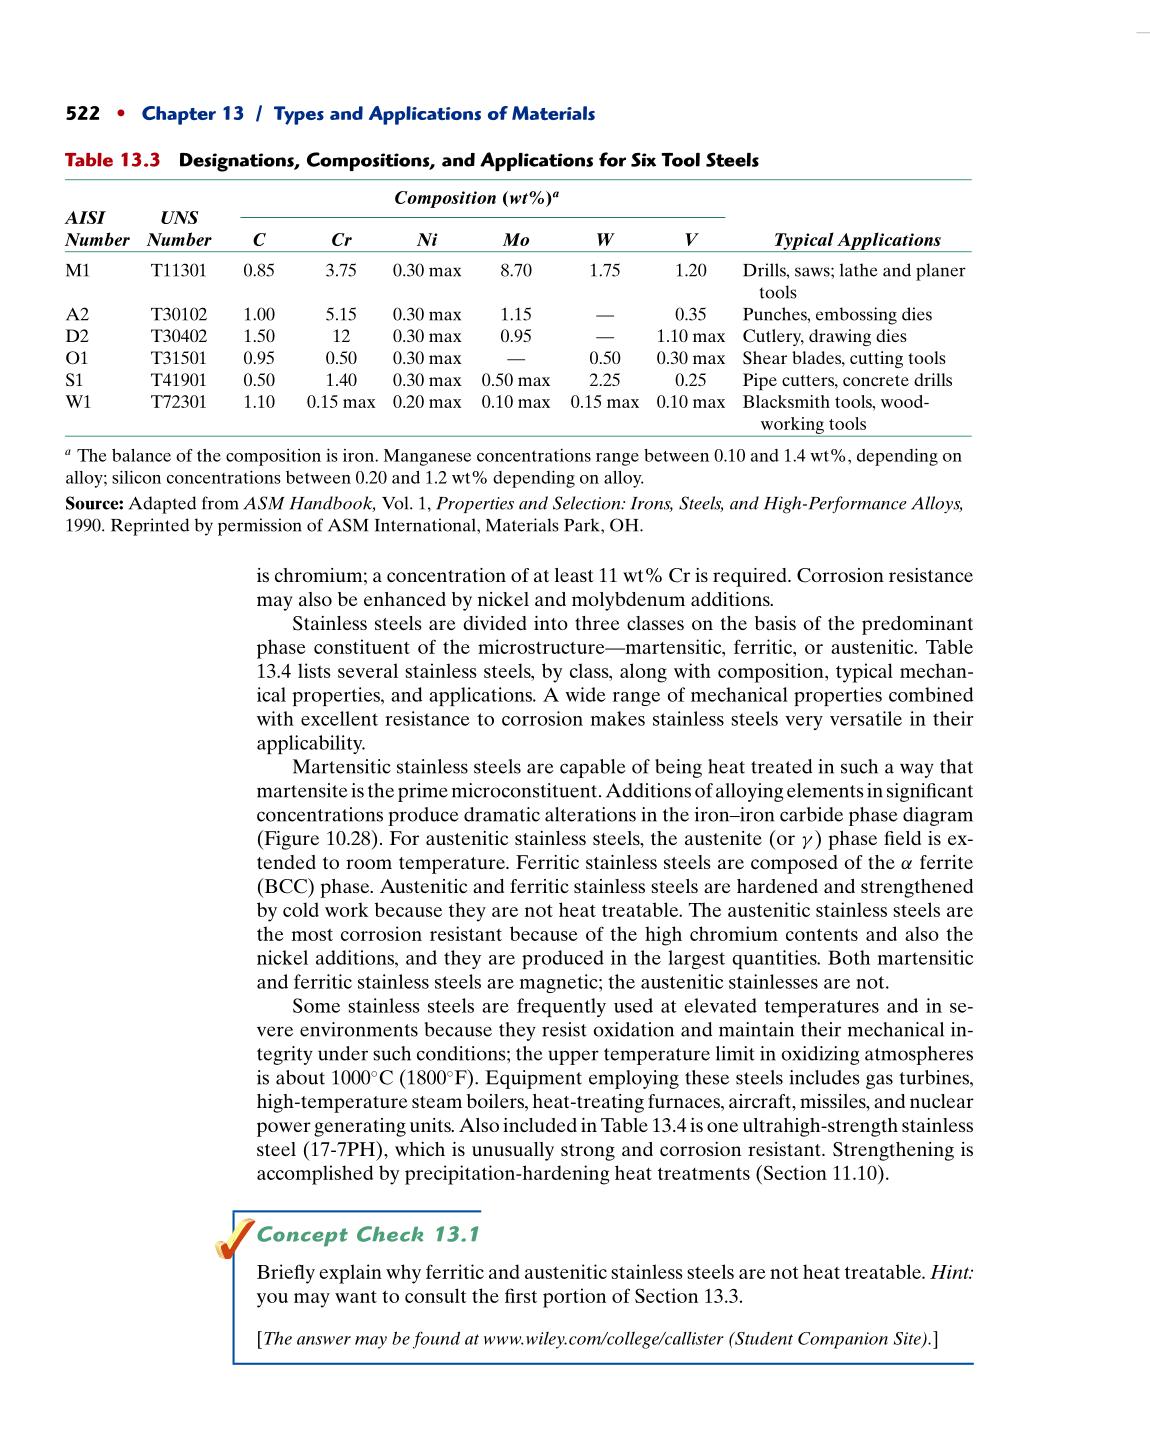 522 • Chapter 13 / Types and Applications of Materials
Table 13.3 Designations, Compositions, and Applications for Six Tool Steels
Composition (wt%)a
AISI UNS
Number Number C Cr Ni Mo W V Typical Applications
M1 T11301 0.85 3.75 0.30 max 8.70 1.75 1.20 Drills, saws; lathe and planer
tools
A2 T30102 1.00 5.15 0.30 max 1.15 — 0.35 Punches, embossing dies
D2 T30402 1.50 12 0.30 max 0.95 — 1.10 max Cutlery, drawing dies
O1 T31501 0.95 0.50 0.30 max — 0.50 0.30 max Shear blades, cutting tools
S1 T41901 0.50 1.40 0.30 max 0.50 max 2.25 0.25 Pipe cutters, concrete drills
W1 T72301 1.10 0.15 max 0.20 max 0.10 max 0.15 max 0.10 max Blacksmith tools, wood-
working tools
a The balance of the composition is iron. Manganese concentrations range between 0.10 and 1.4 wt%, depending on
alloy; silicon concentrations between 0.20 and 1.2 wt% depending on alloy.
Source: Adapted from ASM Handbook, Vol. 1, Properties and Selection: Irons, Steels, and High-Performance Alloys,
1990. Reprinted by permission of ASM International, Materials Park, OH.
is chromium; a concentration of at least 11 wt% Cr is required. Corrosion resistance
may also be enhanced by nickel and molybdenum additions.
Stainless steels are divided into three classes on the basis of the predominant
phase constituent of the microstructure—martensitic, ferritic, or austenitic. Table
13.4 lists several stainless steels, by class, along with composition, typical mechan-
ical properties, and applications. A wide range of mechanical properties combined
with excellent resistance to corrosion makes stainless steels very versatile in their
applicability.
Martensitic stainless steels are capable of being heat treated in such a way that
martensite is the prime microconstituent. Additions of alloying elements in significant
concentrations produce dramatic alterations in the iron–iron carbide phase diagram
(Figure 10.28). For austenitic stainless steels, the austenite (or γ) phase field is ex-
tended to room temperature. Ferritic stainless steels are composed of the α ferrite
(BCC) phase. Austenitic and ferritic stainless steels are hardened and strengthened
by cold work because they are not heat treatable. The austenitic stainless steels are
the most corrosion resistant because of the high chromium contents and also the
nickel additions, and they are produced in the largest quantities. Both martensitic
and ferritic stainless steels are magnetic; the austenitic stainlesses are not.
Some stainless steels are frequently used at elevated temperatures and in se-
vere environments because they resist oxidation and maintain their mechanical in-
tegrity under such conditions; the upper temperature limit in oxidizing atmospheres
is about 1000°C (1800°F). Equipment employing these steels includes gas turbines,
high-temperature steam boilers, heat-treating furnaces, aircraft, missiles, and nuclear
power generating units. Also included in Table 13.4 is one ultrahigh-strength stainless
steel (17-7PH), which is unusually strong and corrosion resistant. Strengthening is
accomplished by precipitation-hardening heat treatments (Section 11.10).
Concept Check 13.1
Briefly explain why ferritic and austenitic stainless steels are not heat treatable. Hint:
you may want to consult the first portion of Section 13.3.
[The answer may be found at www.wiley.com/college/callister (Student Companion Site).]